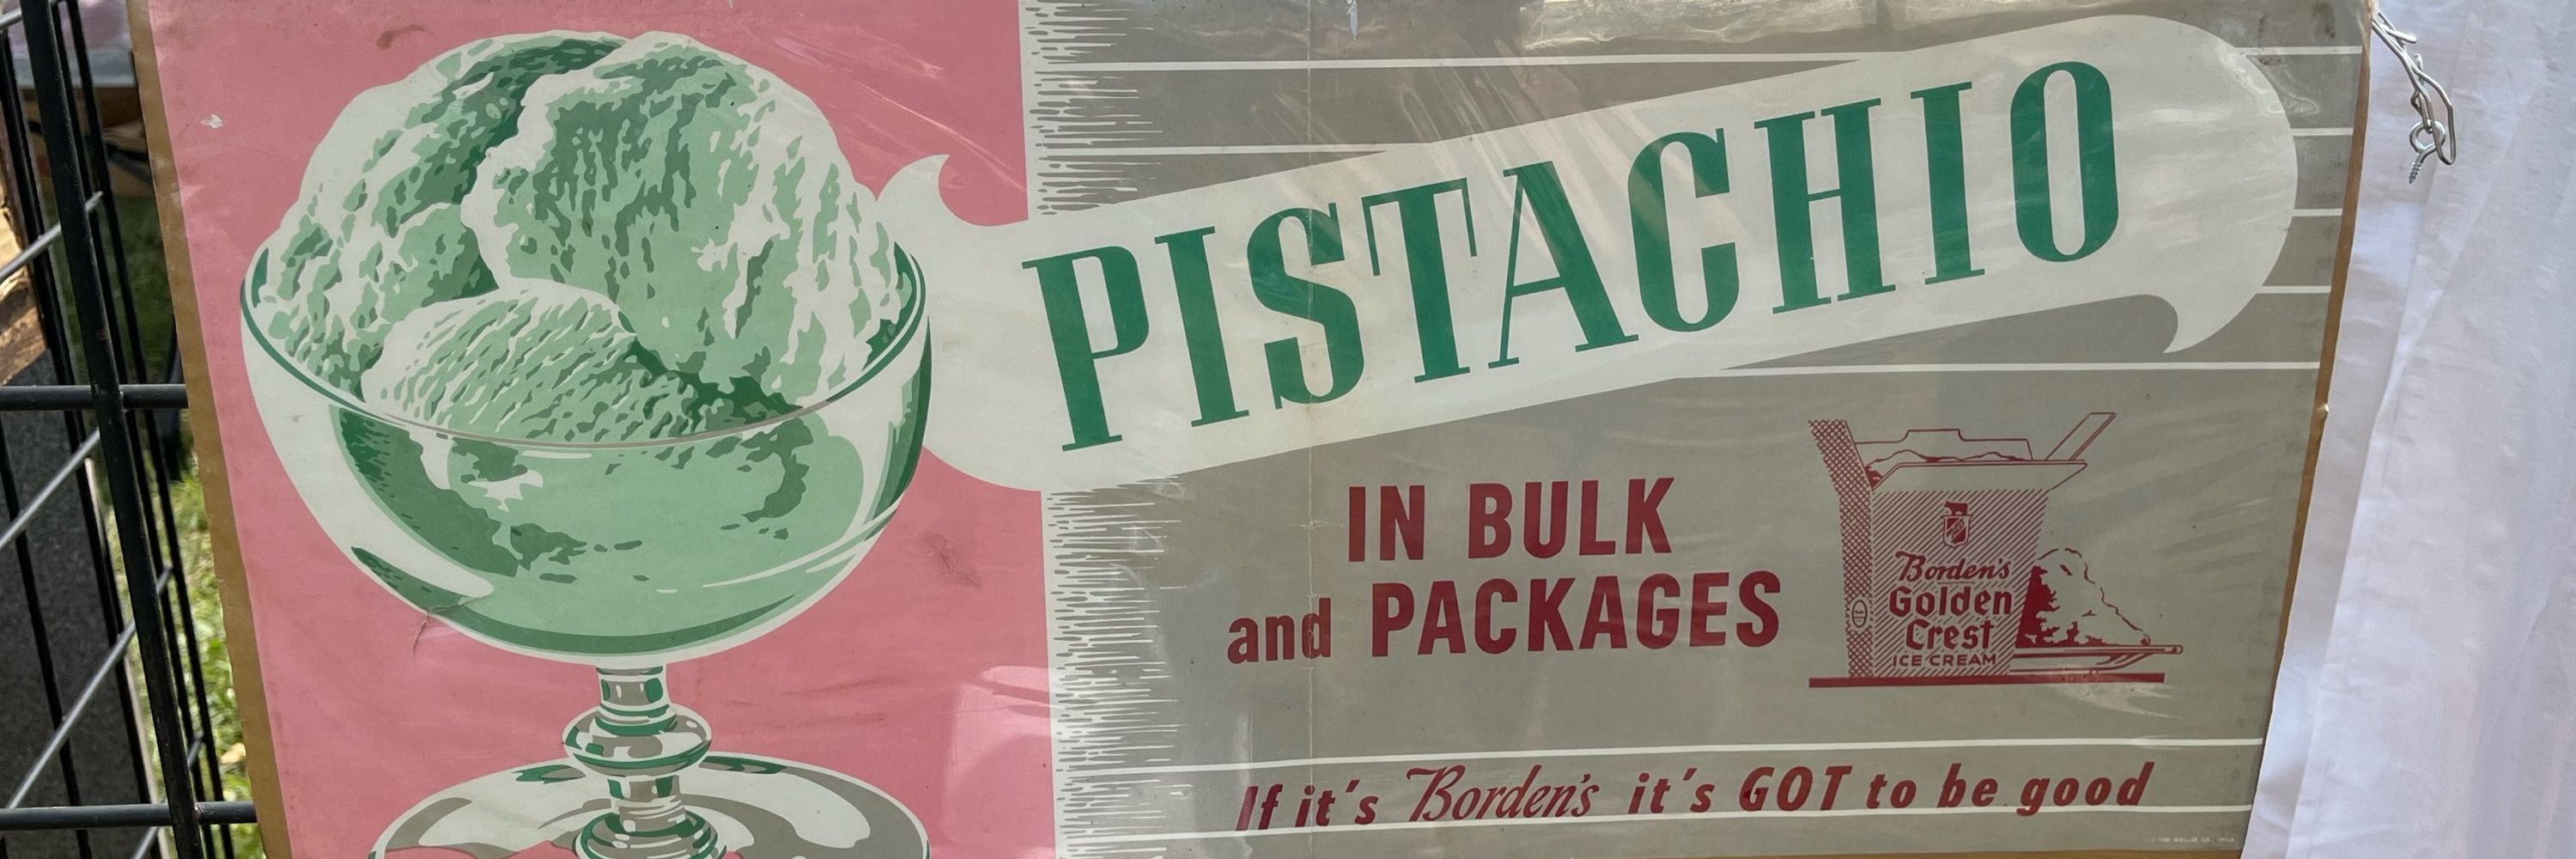 PISTACHIO
IN BULK
and PACKAGES
Borden's
Golden
Crest
ICE CREAM
If it's Borden's it's GOT to be good